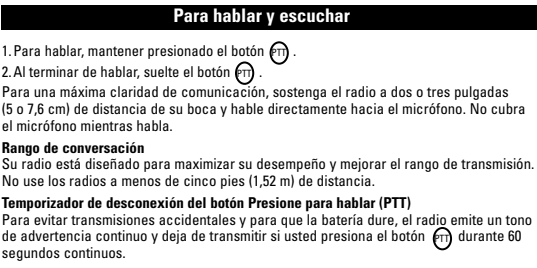 Para hablar y escuchar
1. Para hablar, mantener presionado el botón PTT .
2. Al terminar de hablar, suelte el botón PTT .
Para una máxima claridad de comunicación, sostenga el radio a dos o tres pulgadas
(5 o 7,6 cm) de distancia de su boca y hable directamente hacia el micrófono. No cubra
el micrófono mientras habla.
Rango de conversación
Su radio está diseñado para maximizar su desempeño y mejorar el rango de transmisión.
No use los radios a menos de cinco pies (1,52 m) de distancia.
Temporizador de desconexión del botón Presione para hablar (PTT)
Para evitar transmisiones accidentales y para que la batería dure, el radio emite un tono
de advertencia continuo y deja de transmitir si usted presiona el botón PTT durante 60
segundos continuos.